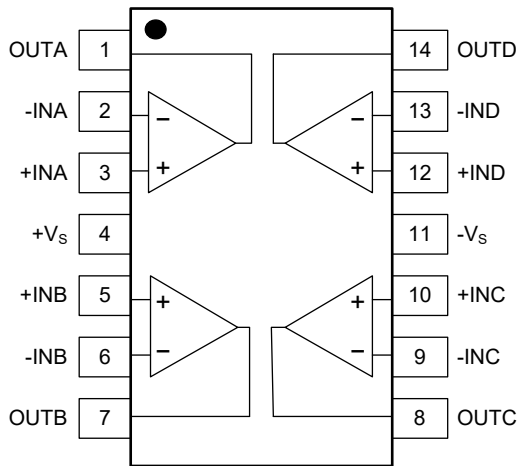 OUTA 1 14 OUTD
-INA 2 − − 13 -IND
+INA 3 + + 12 +IND
+VS 4 11 -VS
+INB 5 + + 10 +INC
-INB 6 − − 9 -INC
OUTB 7 8 OUTC